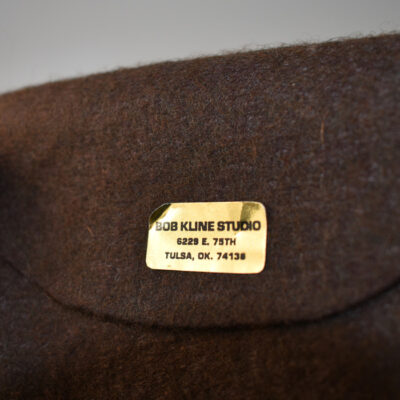 BOB KLINE STUDIO
6229 E. 75TH
TULSA, OK. 74136